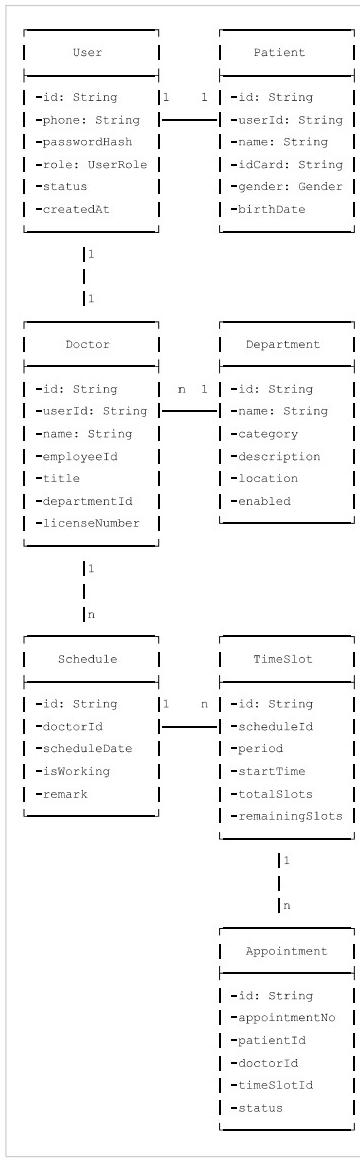 User
Patient
-id: String
1 1
-id: String
-phone: String
-userId: String
-passwordHash
-name: String
-role: UserRole
-idCard: String
-status
-gender: Gender
-createdAt
-birthDate
1
1
Doctor
Department
-id: String
n 1
-id: String
-userId: String
-name: String
-name: String
-category
-employeeId
-description
-title
-location
-departmentId
-enabled
-licenseNumber
1
n
Schedule
TimeSlot
-id: String
1 n
-id: String
-doctorId
-scheduleId
-scheduleDate
-period
-isWorking
-startTime
-remark
-totalSlots
-remainingSlots
1
n
Appointment
-id: String
-appointmentNo
-patientId
-doctorId
-timeSlotId
-status